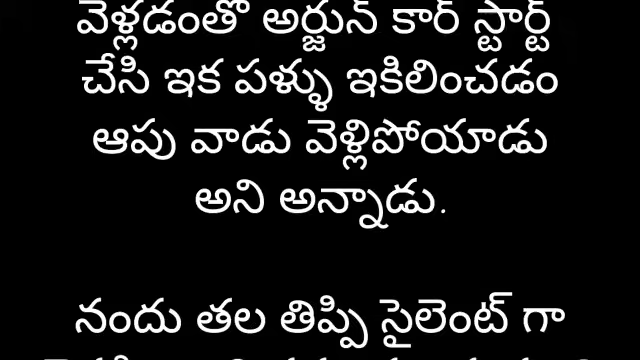 వెళ్లడంతో అర్జున్ కార్ స్టార్ట్
చేసి ఇక పళ్ళు ఇకిలించడం
ఆపు వాడు వెళ్లిపోయాడు
అని అన్నాడు.
నందు తల తిప్పి సైలెంట్ గా